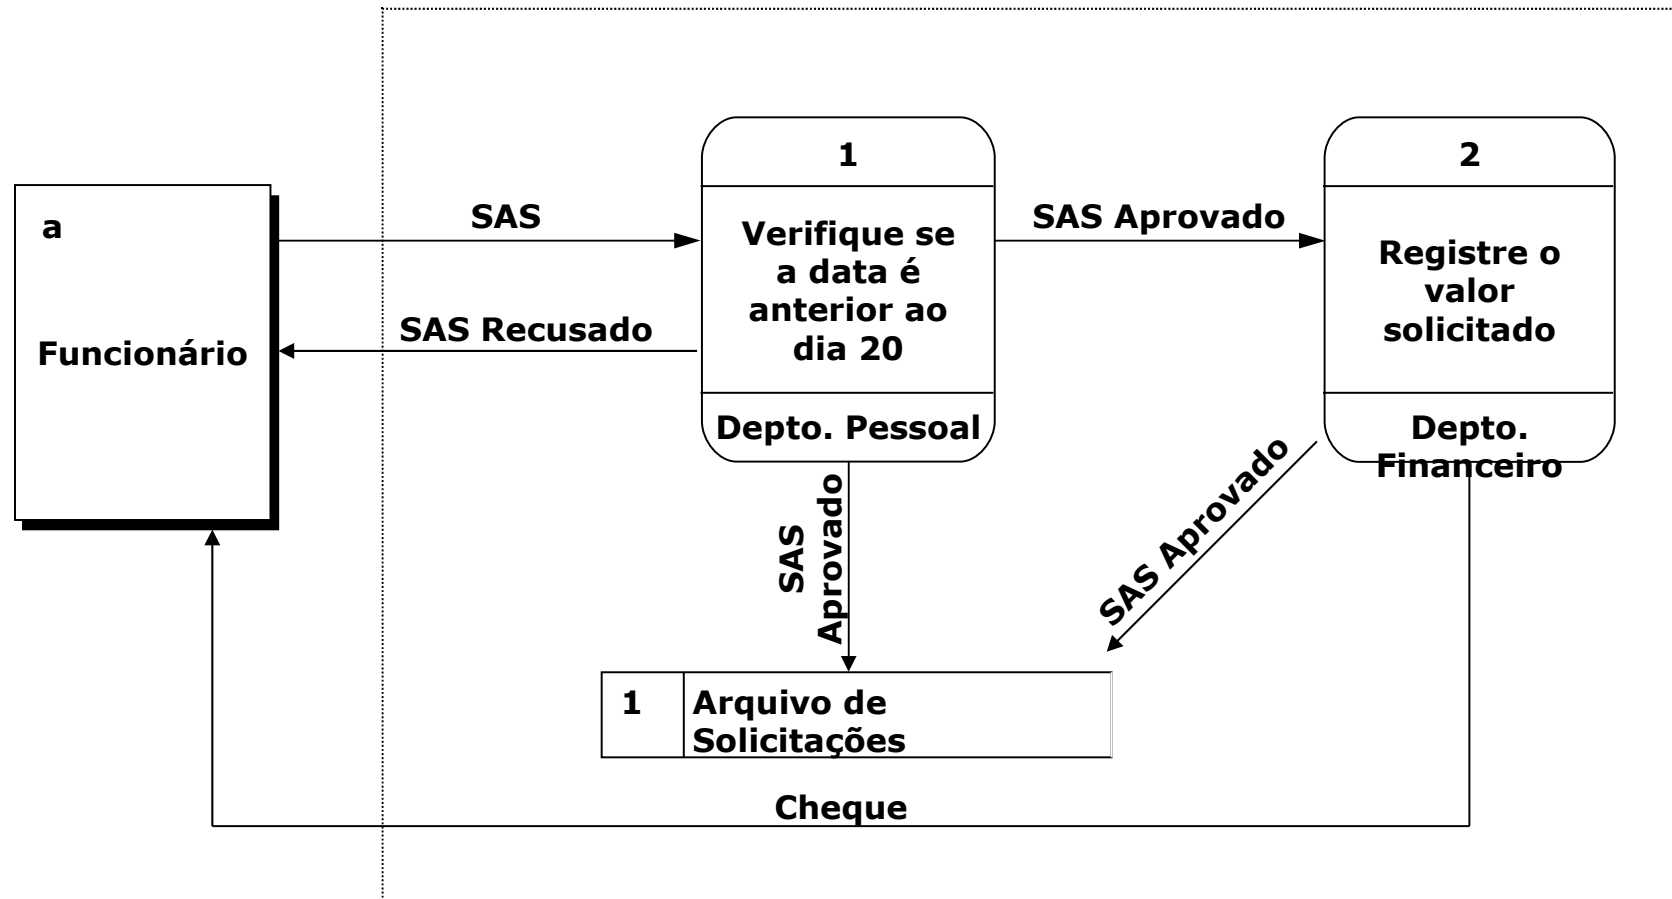 a
Funcionário
SAS
SAS Recusado
1
Verifique se
a data é
anterior ao
dia 20
Depto. Pessoal
SAS Aprovado
2
Registre o
valor
solicitado
Depto.
Financeiro
SAS
Aprovado
SAS Aprovado
1
Arquivo de
Solicitações
Cheque